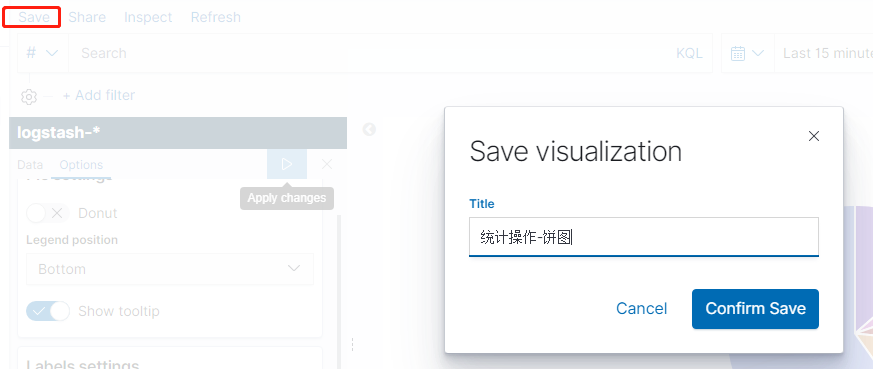 Save Share Inspect Refresh
# Search KQL Last 15 minute
+ Add filter
logstash-*
Data Options
Apply changes
Donut
Legend position
Bottom
Show tooltip
Labels settings
Save visualization
Title
统计操作-饼图
Cancel Confirm Save